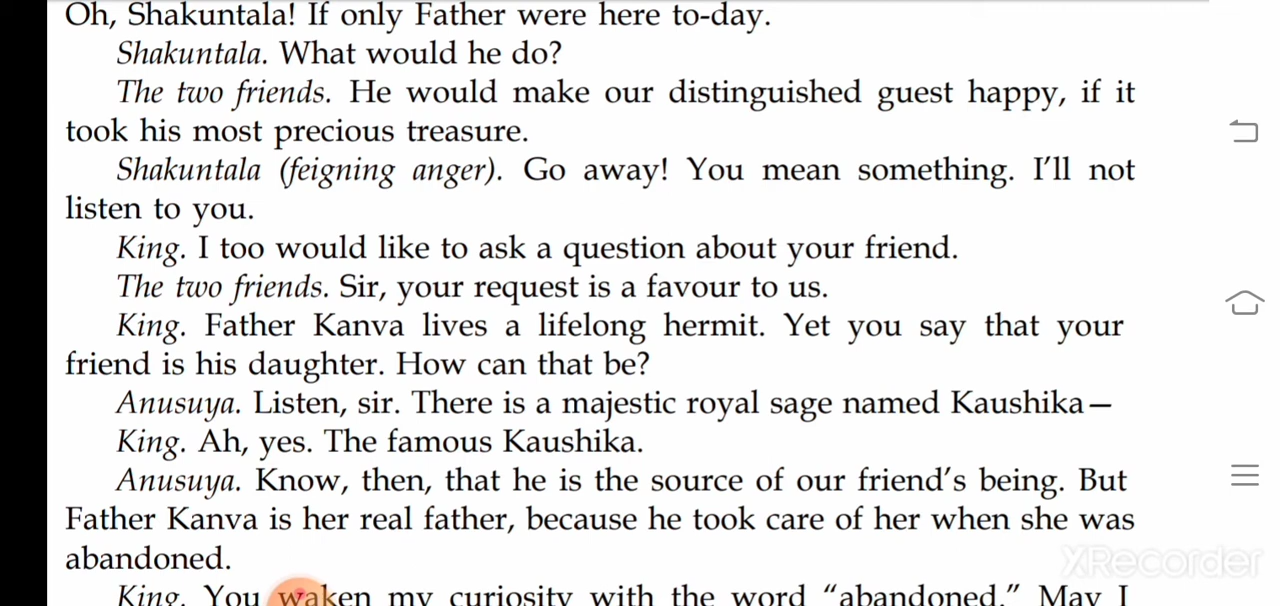 Oh, Shakuntala! If only Father were here to-day.
Shakuntala. What would he do?
The two friends. He would make our distinguished guest happy, if it
took his most precious treasure.
Shakuntala (feigning anger). Go away! You mean something. I'll not
listen to you.
King. I too would like to ask a question about your friend.
The two friends. Sir, your request is a favour to us.
King. Father Kanva lives a lifelong hermit. Yet you say that your
friend is his daughter. How can that be?
Anusuya. Listen, sir. There is a majestic royal sage named Kaushika—
King. Ah, yes. The famous Kaushika.
Anusuya. Know, then, that he is the source of our friend's being. But
Father Kanva is her real father, because he took care of her when she was
abandoned.
XRecorder
King. You waken my curiosity with the word "abandoned." May I